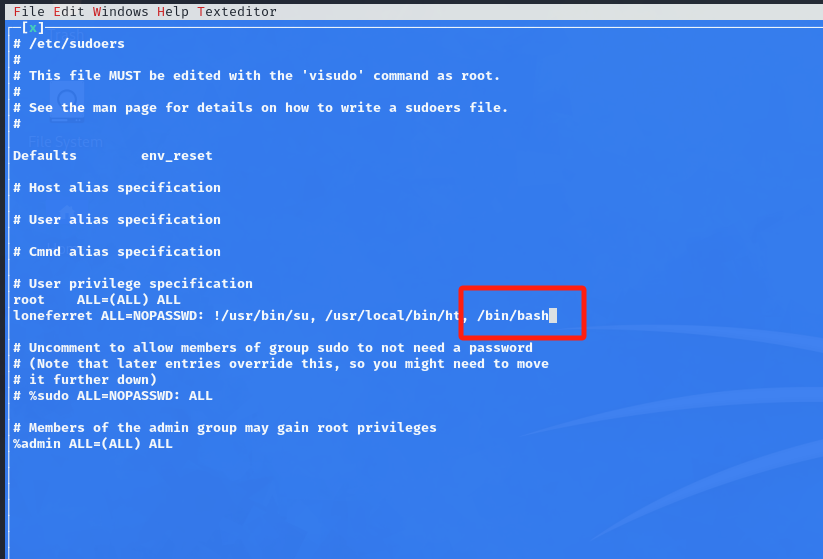 File Edit Windows Help Texteditor
[x]
# /etc/sudoers
#
# This file MUST be edited with the 'visudo' command as root.
#
# See the man page for details on how to write a sudoers file.
#
File System
Defaults        env_reset
# Host alias specification
# User alias specification
# Cmnd alias specification
# User privilege specification
root    ALL=(ALL) ALL
loneferret ALL=NOPASSWD: !/usr/bin/su, /usr/local/bin/ht, /bin/bash
# Uncomment to allow members of group sudo to not need a password
# (Note that later entries override this, so you might need to move
# it further down)
# %sudo ALL=NOPASSWD: ALL
# Members of the admin group may gain root privileges
%admin ALL=(ALL) ALL